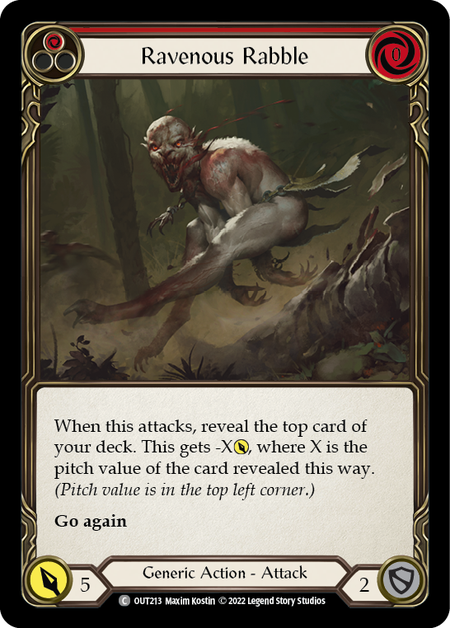 Ravenous Rabble
0
When this attacks, reveal the top card of
your deck. This gets -X, where X is the
pitch value of the card revealed this way.
(Pitch value is in the top left corner.)
Go again
5
Generic Action - Attack
2
C OUT213 Maxim Kostin © 2022 Legend Story Studios